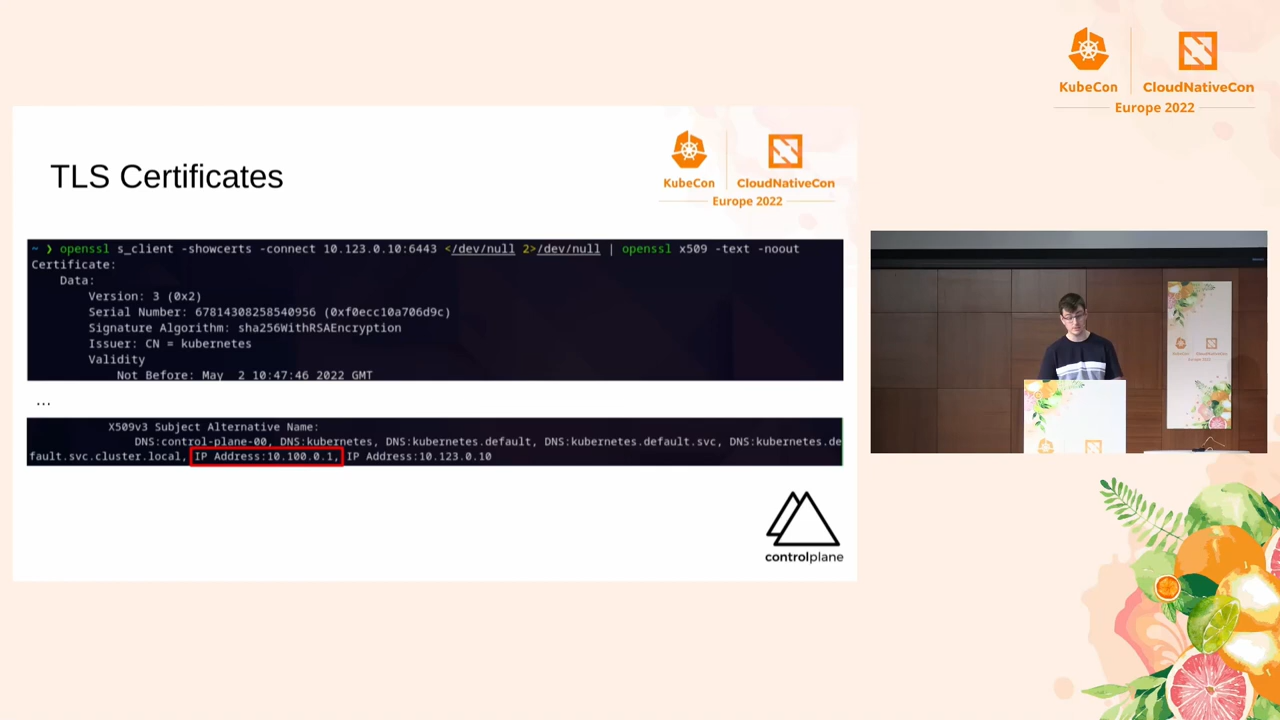 KubeCon
CloudNativeCon
Europe 2022
TLS Certificates
KubeCon
CloudNativeCon
Europe 2022
~ ❯ openssl s_client -showcerts -connect 10.123.0.10:6443 </dev/null 2>/dev/null | openssl x509 -text -noout
Certificate:
Data:
Version: 3 (0x2)
Serial Number: 67814308258540956 (0xf0ecc10a706d9c)
Signature Algorithm: sha256WithRSAEncryption
Issuer: CN = kubernetes
Validity
Not Before: May  2 10:47:46 2022 GMT
...
X509v3 Subject Alternative Name:
DNS:control-plane-00, DNS:kubernetes, DNS:kubernetes.default, DNS:kubernetes.default.svc, DNS:kubernetes.de
fault.svc.cluster.local, IP Address:10.100.0.1, IP Address:10.123.0.10
controlplane